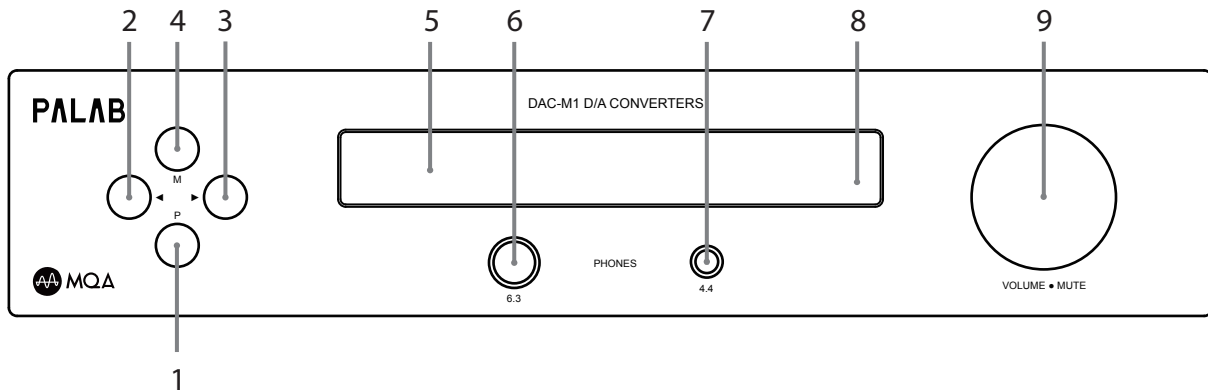 2 4 3 5 6 7 8 9
PALAB
DAC-M1 D/A CONVERTERS
M
◄ ►
P
PHONES
6.3
4.4
MQA
VOLUME ● MUTE
1